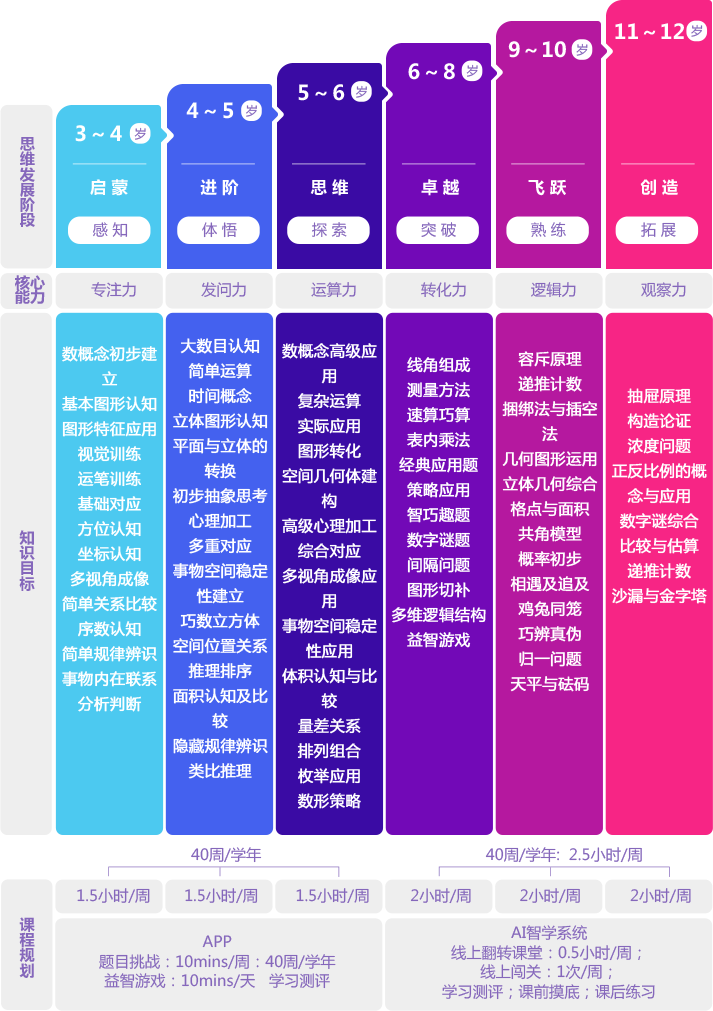 思维发展阶段
3～4岁
启蒙
感知
4～5岁
进阶
体悟
5～6岁
思维
探索
6～8岁
卓越
突破
9～10岁
飞跃
熟练
11～12岁
创造
拓展
核心
能力
专注力
发问力
运算力
转化力
逻辑力
观察力
知识目标
数概念初步建
立
基本图形认知
图形特征应用
视觉训练
运笔训练
基础对应
方位认知
坐标认知
多视角成像
简单关系比较
序数认知
简单规律辨识
事物内在联系
分析判断
大数目认知
简单运算
时间概念
立体图形认知
平面与立体的
转换
初步抽象思考
心理加工
多重对应
事物空间稳定
性建立
巧数立方体
空间位置关系
推理排序
面积认知及比
较
隐藏规律辨识
类比推理
数概念高级应
用
复杂运算
实际应用
图形转化
空间几何体建
构
高级心理加工
综合对应
多视角成像应
用
事物空间稳定
性应用
体积认知与比
较
量差关系
排列组合
枚举应用
数形策略
线角组成
测量方法
速算巧算
表内乘法
经典应用题
策略应用
智巧趣题
数字谜题
间隔问题
图形切补
多维逻辑结构
益智游戏
容斥原理
递推计数
捆绑法与插空
法
几何图形运用
立体几何综合
格点与面积
共角模型
概率初步
相遇及追及
鸡兔同笼
巧辨真伪
归一问题
天平与砝码
抽屉原理
构造论证
浓度问题
正反比例的概
念与应用
数字谜综合
比较与估算
递推计数
沙漏与金字塔
40周/学年
40周/学年: 2.5小时/周
课程规划
1.5小时/周
1.5小时/周
1.5小时/周
2小时/周
2小时/周
2小时/周
APP
题目挑战：10mins/周：40周/学年
益智游戏：10mins/天 学习测评
AI智学系统
线上翻转课堂：0.5小时/周；
线上闯关：1次/周；
学习测评；课前摸底；课后练习